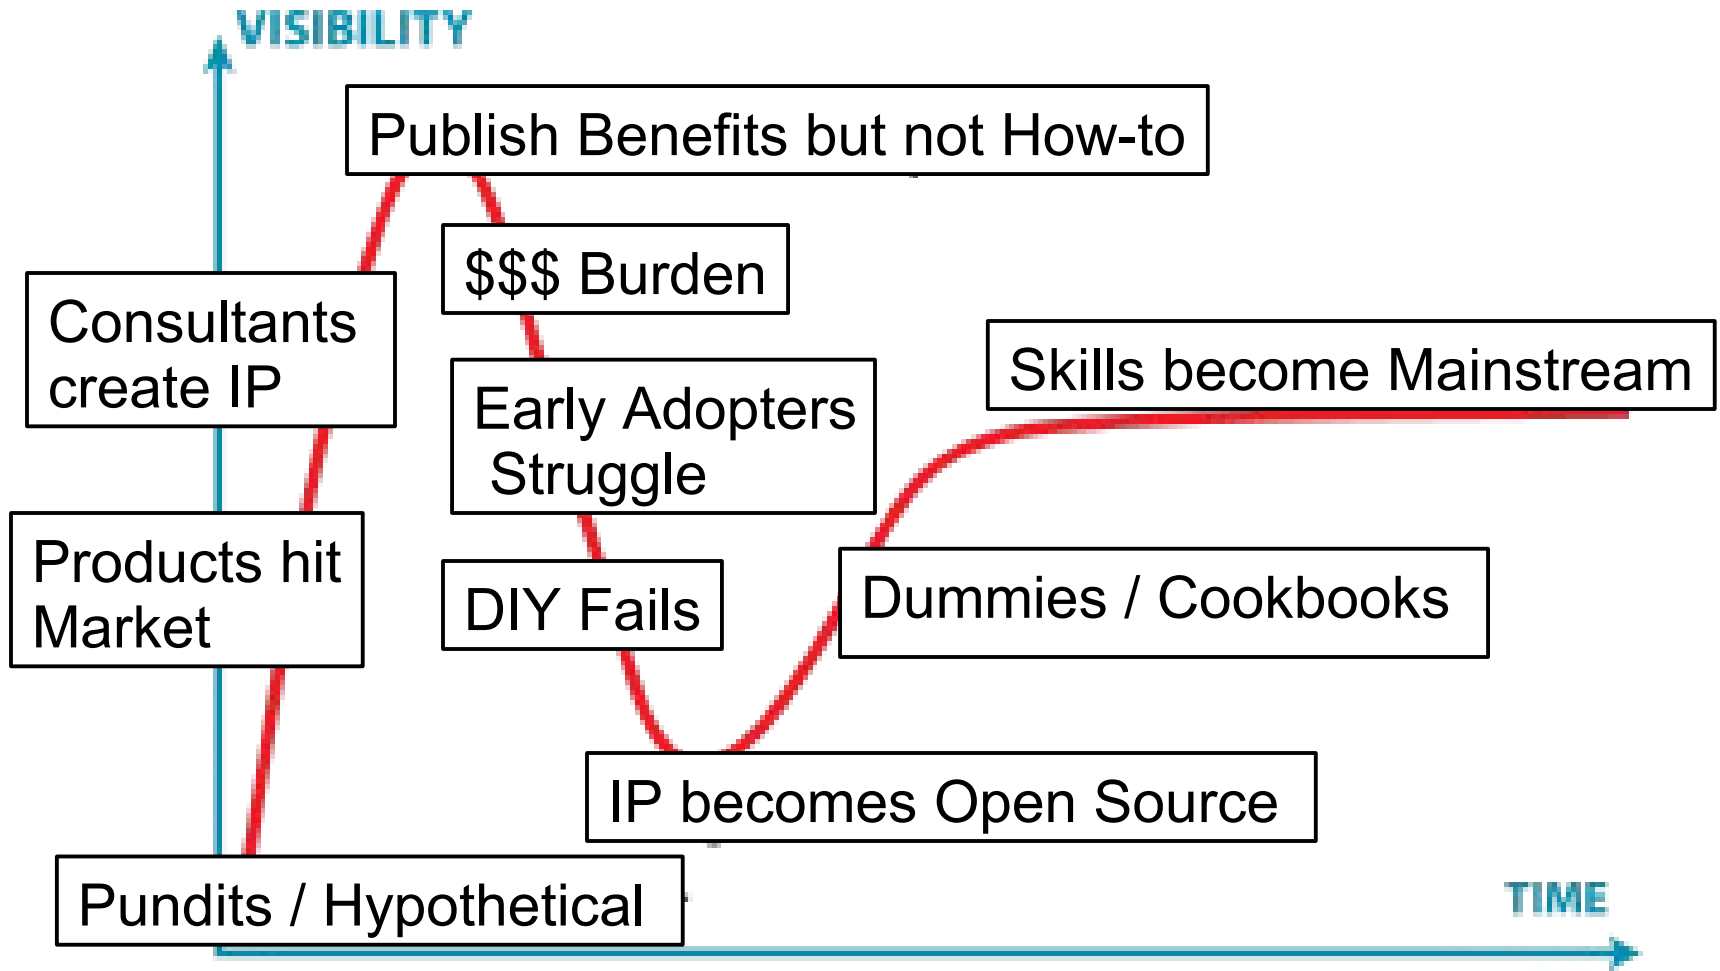 VISIBILITY
Publish Benefits but not How-to
$$$ Burden
Consultants
create IP
Skills become Mainstream
Early Adopters
Struggle
Products hit
Market
DIY Fails
Dummies / Cookbooks
IP becomes Open Source
Pundits / Hypothetical
TIME